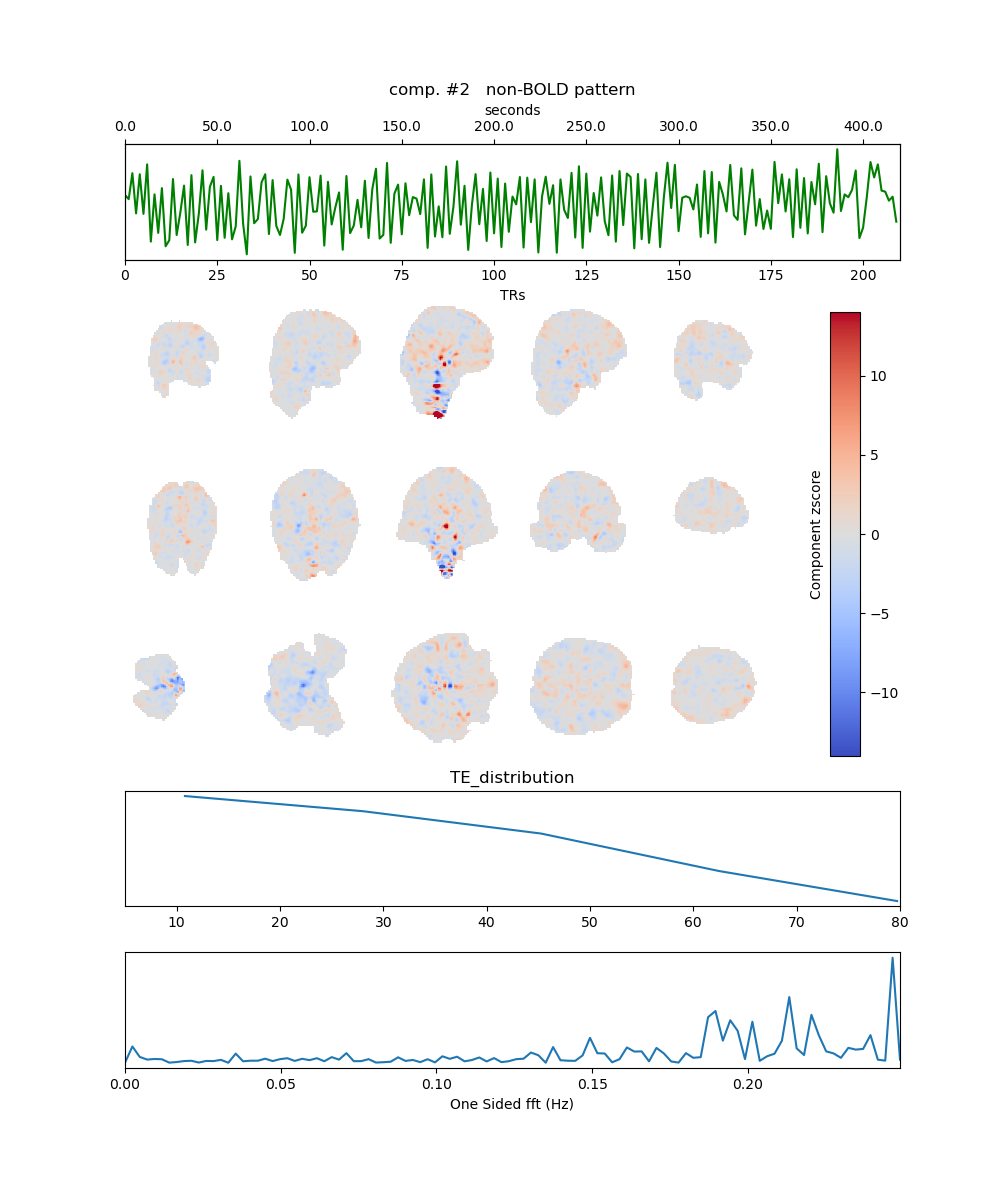 comp. #2   non-BOLD pattern
seconds
0.0 50.0 100.0 150.0 200.0 250.0 300.0 350.0 400.0
0 25 50 75 100 125 150 175 200
TRs
10
5
0
−5
−10
Component zscore
TE_distribution
10 20 30 40 50 60 70 80
0.00 0.05 0.10 0.15 0.20
One Sided fft (Hz)